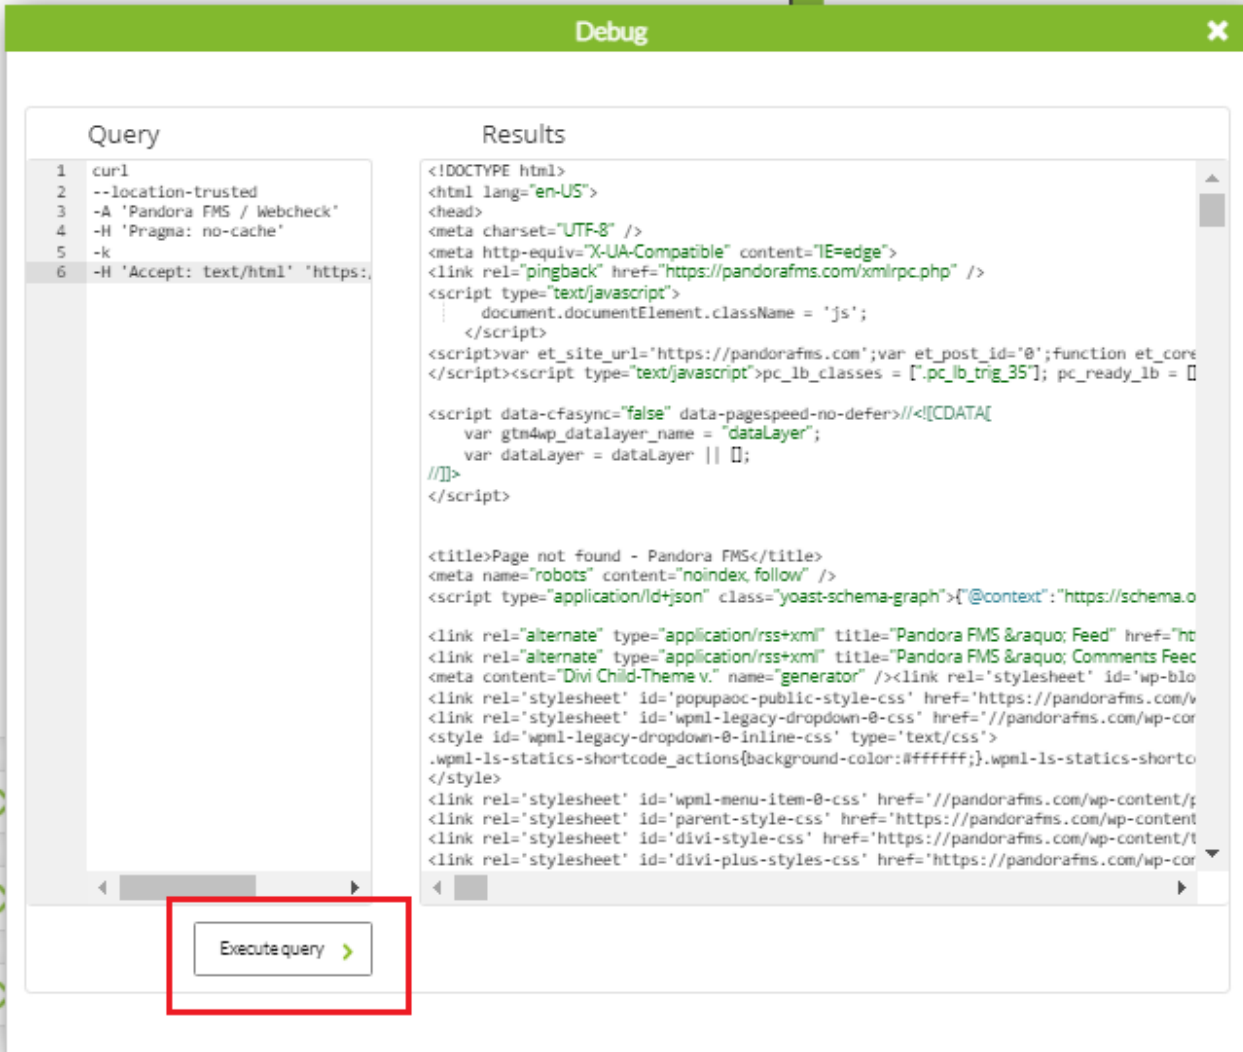 Debug
Query
1 curl
2 --location-trusted
3 -A 'Pandora FMS / Webcheck'
4 -H 'Pragma: no-cache'
5 -k
6 -H 'Accept: text/html' 'https:/
Results
<!DOCTYPE html>
<html lang="en-US">
<head>
<meta charset="UTF-8" />
<meta http-equiv="X-UA-Compatible" content="IE=edge">
<link rel="pingback" href="https://pandorafms.com/xmlrpc.php" />
<script type="text/javascript">
document.documentElement.className = 'js';
</script>
<script>var et_site_url='https://pandorafms.com';var et_post_id='0';function et_core
</script><script type="text/javascript">pc_lb_classes = [".pc_lb_trig_35"]; pc_ready_lb = []
<script data-cfasync="false" data-pagespeed-no-defer>//<![CDATA[
var gtm4wp_datalayer_name = "dataLayer";
var dataLayer = dataLayer || [];
//]]>
</script>
<title>Page not found - Pandora FMS</title>
<meta name="robots" content="noindex, follow" />
<script type="application/ld+json" class="yoast-schema-graph">{"@context":"https://schema.o
<link rel="alternate" type="application/rss+xml" title="Pandora FMS &raquo; Feed" href="ht
<link rel="alternate" type="application/rss+xml" title="Pandora FMS &raquo; Comments Feed
<meta content="Divi Child-Theme v." name="generator" /><link rel='stylesheet' id='wp-blo
<link rel='stylesheet' id='popupaoc-public-style-css' href='https://pandorafms.com/w
<link rel='stylesheet' id='wpml-legacy-dropdown-0-css' href='//pandorafms.com/wp-con
<style id='wpml-legacy-dropdown-0-inline-css' type='text/css'>
.wpml-ls-statics-shortcode_actions{background-color:#ffffff;}.wpml-ls-statics-shortco
</style>
<link rel='stylesheet' id='wpml-menu-item-0-css' href='//pandorafms.com/wp-content/p
<link rel='stylesheet' id='parent-style-css' href='https://pandorafms.com/wp-content
<link rel='stylesheet' id='divi-style-css' href='https://pandorafms.com/wp-content/t
<link rel='stylesheet' id='divi-plus-styles-css' href='https://pandorafms.com/wp-con
Execute query